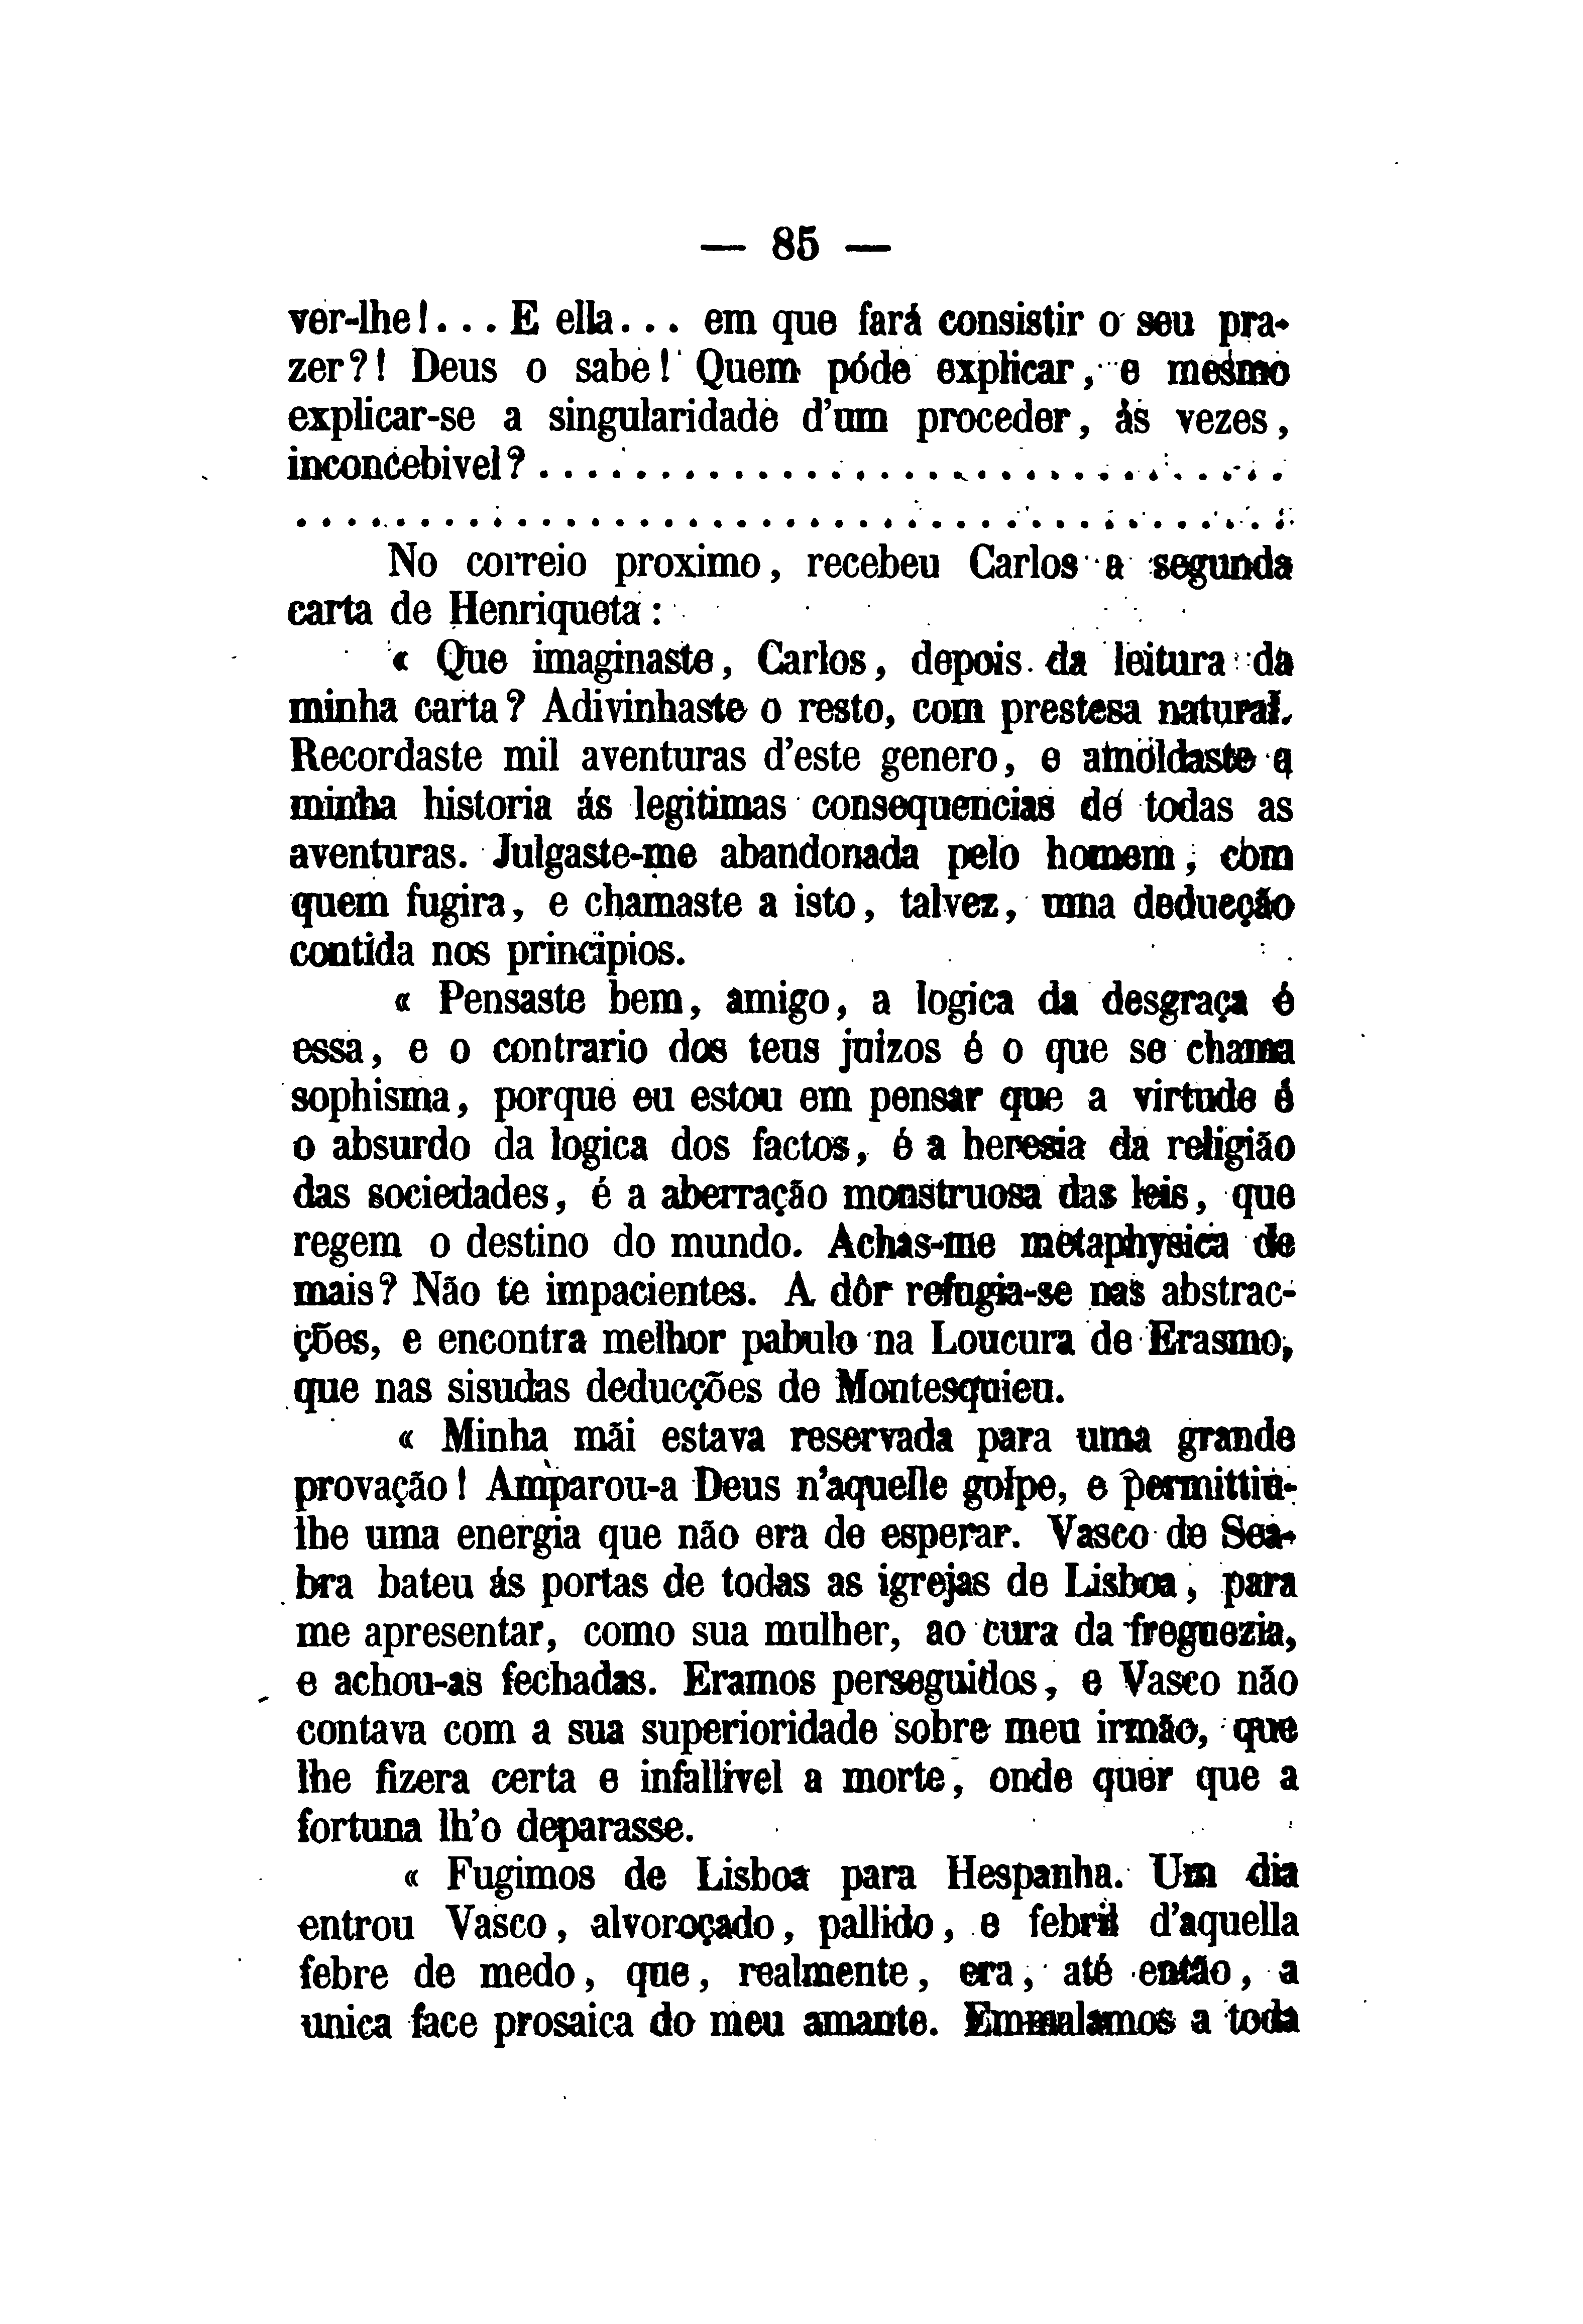 — 85 —
ver-lhe!... E ella... em que fará consistir o seu pra-
zer?! Deus o sabe! Quem póde explicar, e mesmo
explicar-se a singularidade d'um proceder, ás vezes,
inconcebivel?...............................
.........................................
No correio proximo, recebeu Carlos a segunda
carta de Henriqueta:
« Que imaginaste, Carlos, depois da leitura da
minha carta? Adivinhaste o resto, com prestesa natural.
Recordaste mil aventuras d'este genero, e amoldaste a
minha historia ás legitimas consequencias de todas as
aventuras. Julgaste-me abandonada pelo homem, com
quem fugira, e chamaste a isto, talvez, uma deducção
contida nos principios.
« Pensaste bem, amigo, a logica da desgraça é
essa, e o contrario dos teus juizos é o que se chama
sophisma, porque eu estou em pensar que a virtude é
o absurdo da logica dos factos, é a heresia da religião
das sociedades, é a aberração monstruosa das leis, que
regem o destino do mundo. Achas-me metaphysica de
mais? Não te impacientes. A dôr refugia-se nas abstrac-
ções, e encontra melhor pabulo na Loucura de Erasmo,
que nas sisudas deducções de Montesquieu.
« Minha mãi estava reservada para uma grande
provação! Amparou-a Deus n'aquelle golpe, e permittiu-
lhe uma energia que não era de esperar. Vasco de Sea-
bra bateu ás portas de todas as igrejas de Lisboa, para
me apresentar, como sua mulher, ao cura da freguezia,
e achou-as fechadas. Eramos perseguidos, e Vasco não
contava com a sua superioridade sobre meu irmão, que
lhe fizera certa e infallivel a morte, onde quer que a
fortuna lh'o deparasse.
« Fugimos de Lisboa para Hespanha. Um dia
entrou Vasco, alvoroçado, pallido, e febril d'aquella
febre de medo, que, realmente, era, até então, a
unica face prosaica do meu amante. Emmalamos a toda